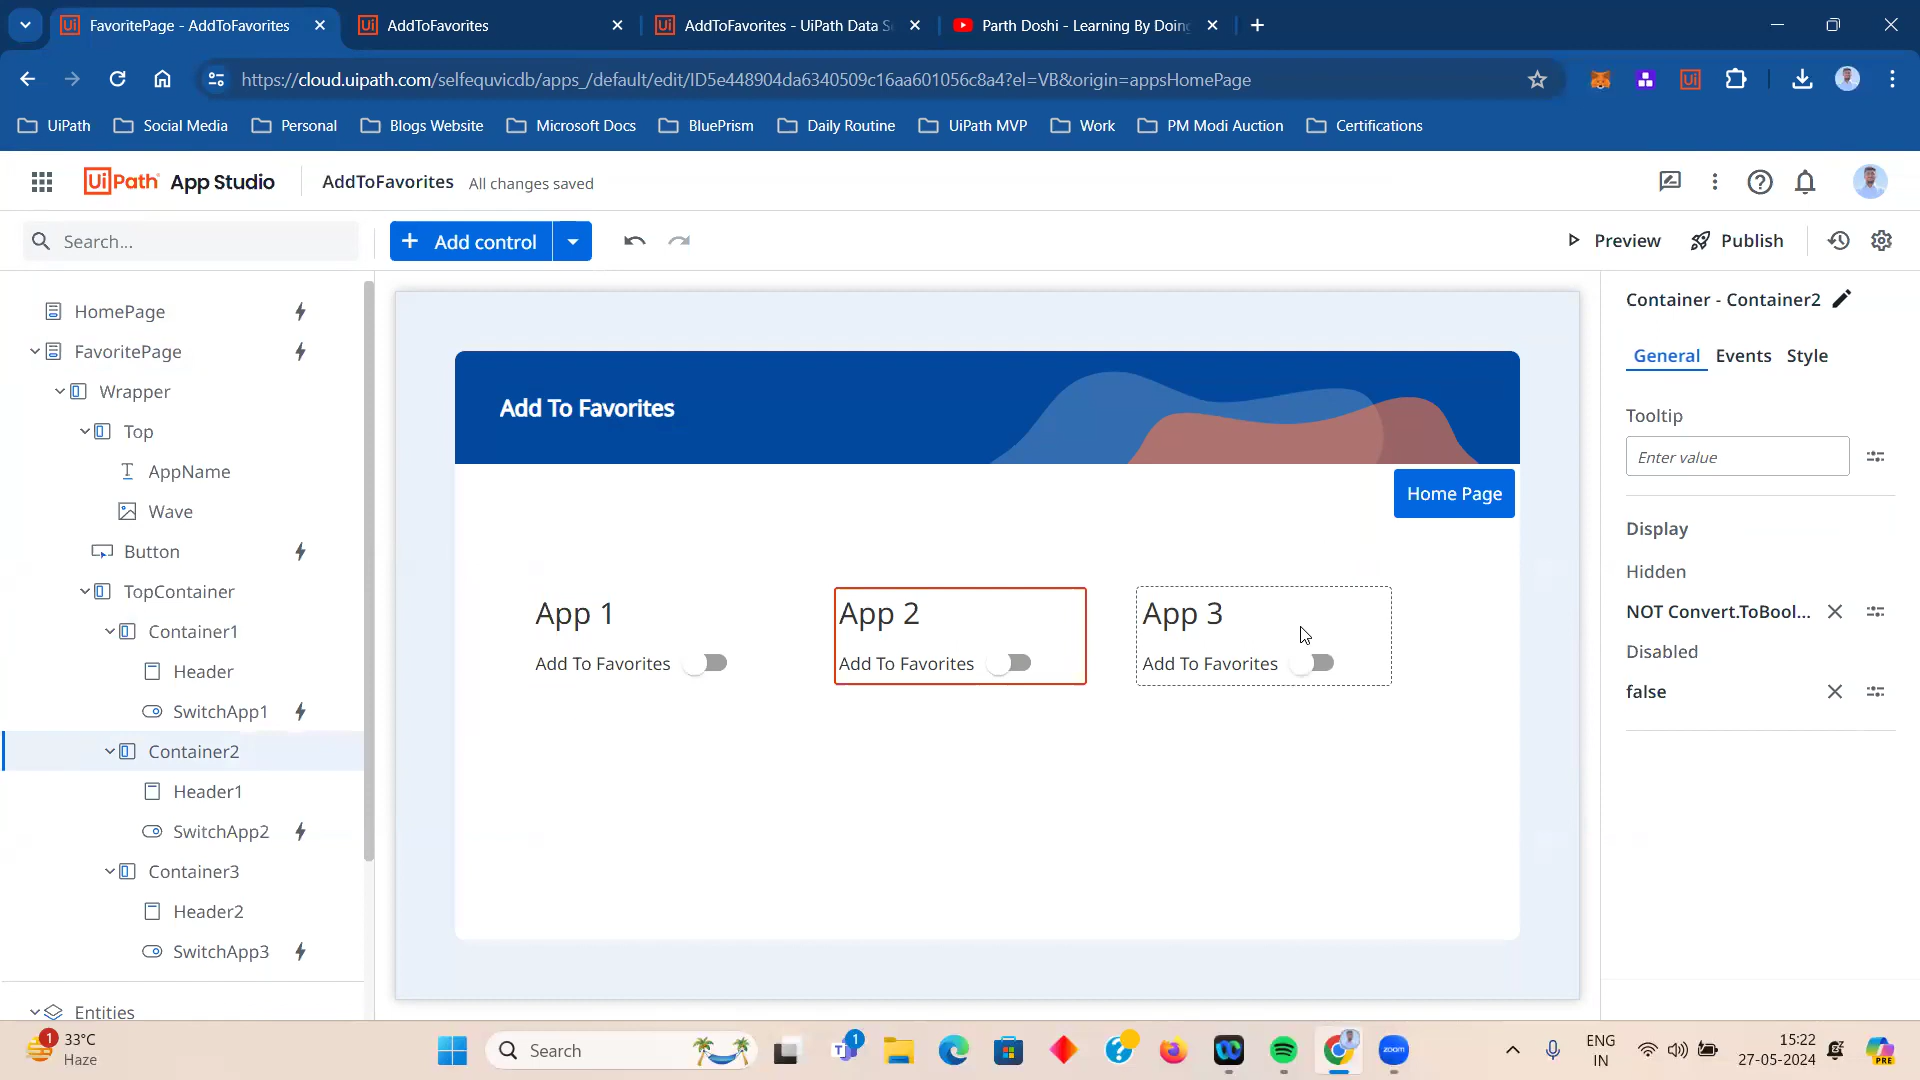 FavoritePage - AddToFavorites
AddToFavorites
AddToFavorites - UiPath Data S
Parth Doshi - Learning By Doing
https://cloud.uipath.com/selfequvicdb/apps_/default/edit/ID5e448904da6340509c16aa601056c8a4?el=VB&origin=appsHomePage
UiPath
Social Media
Personal
Blogs Website
Microsoft Docs
BluePrism
Daily Routine
UiPath MVP
Work
PM Modi Auction
Certifications
UiPath App Studio
AddToFavorites
All changes saved
Search...
Add control
Preview
Publish
HomePage
FavoritePage
Wrapper
Top
AppName
Wave
Button
TopContainer
Container1
Header
SwitchApp1
Container2
Header1
SwitchApp2
Container3
Header2
SwitchApp3
Entities
Add To Favorites
Home Page
App 1
Add To Favorites
App 2
Add To Favorites
App 3
Add To Favorites
Container - Container2
General
Events
Style
Tooltip
Enter value
Display
Hidden
NOT Convert.ToBool...
Disabled
false
1
33°C
Haze
Search
1
zoom
ENG
IN
15:22
27-05-2024
PRE